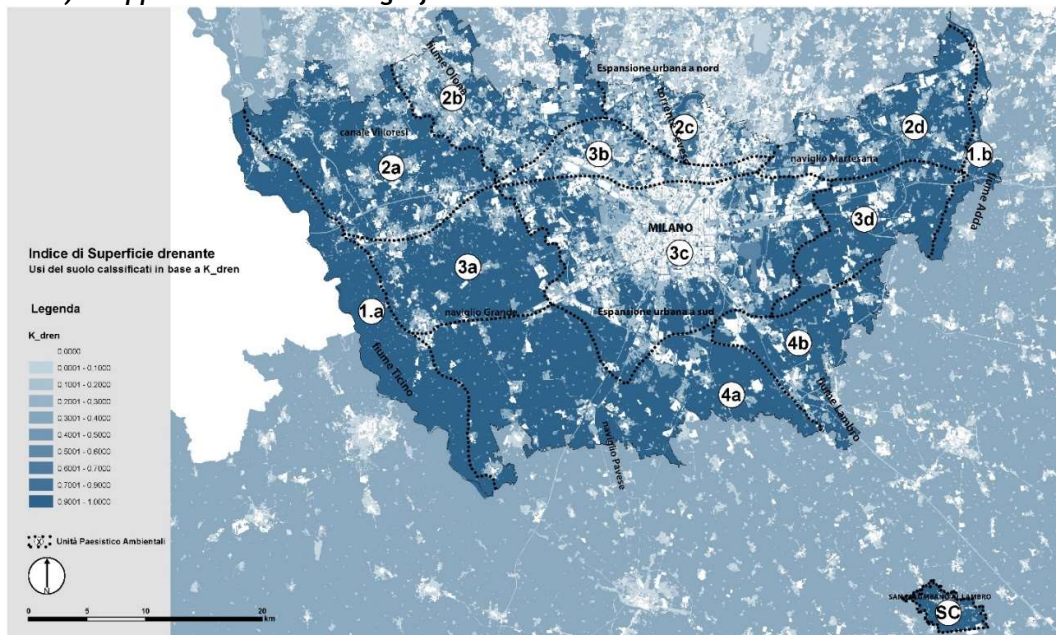 fiume Olona
Espansione urbana a nord
2b
torrente Seveso
2c
2d
canale Villoresi
3b
naviglio Martesana
1.b
2a
fiume Adda
3d
MILANO
Indice di Superficie drenante
Usi del suolo calssificati in base a K_dren
3a
3c
Legenda
1.a
naviglio Grande
Espansione urbana a sud
K_dren
0.0000
0.0001 - 0.1000
0.1001 - 0.2000
0.2001 - 0.3000
0.3001 - 0.4000
0.4001 - 0.5000
0.5001 - 0.6000
0.6001 - 0.7000
0.7001 - 0.9000
0.9001 - 1.0000
4b
fiume Ticino
4a
fiume Lambro
naviglio Pavese
Unità Paesistico Ambientali
N
0 5 10 20
km
SAN COLOMBANO AL LAMBRO
SC